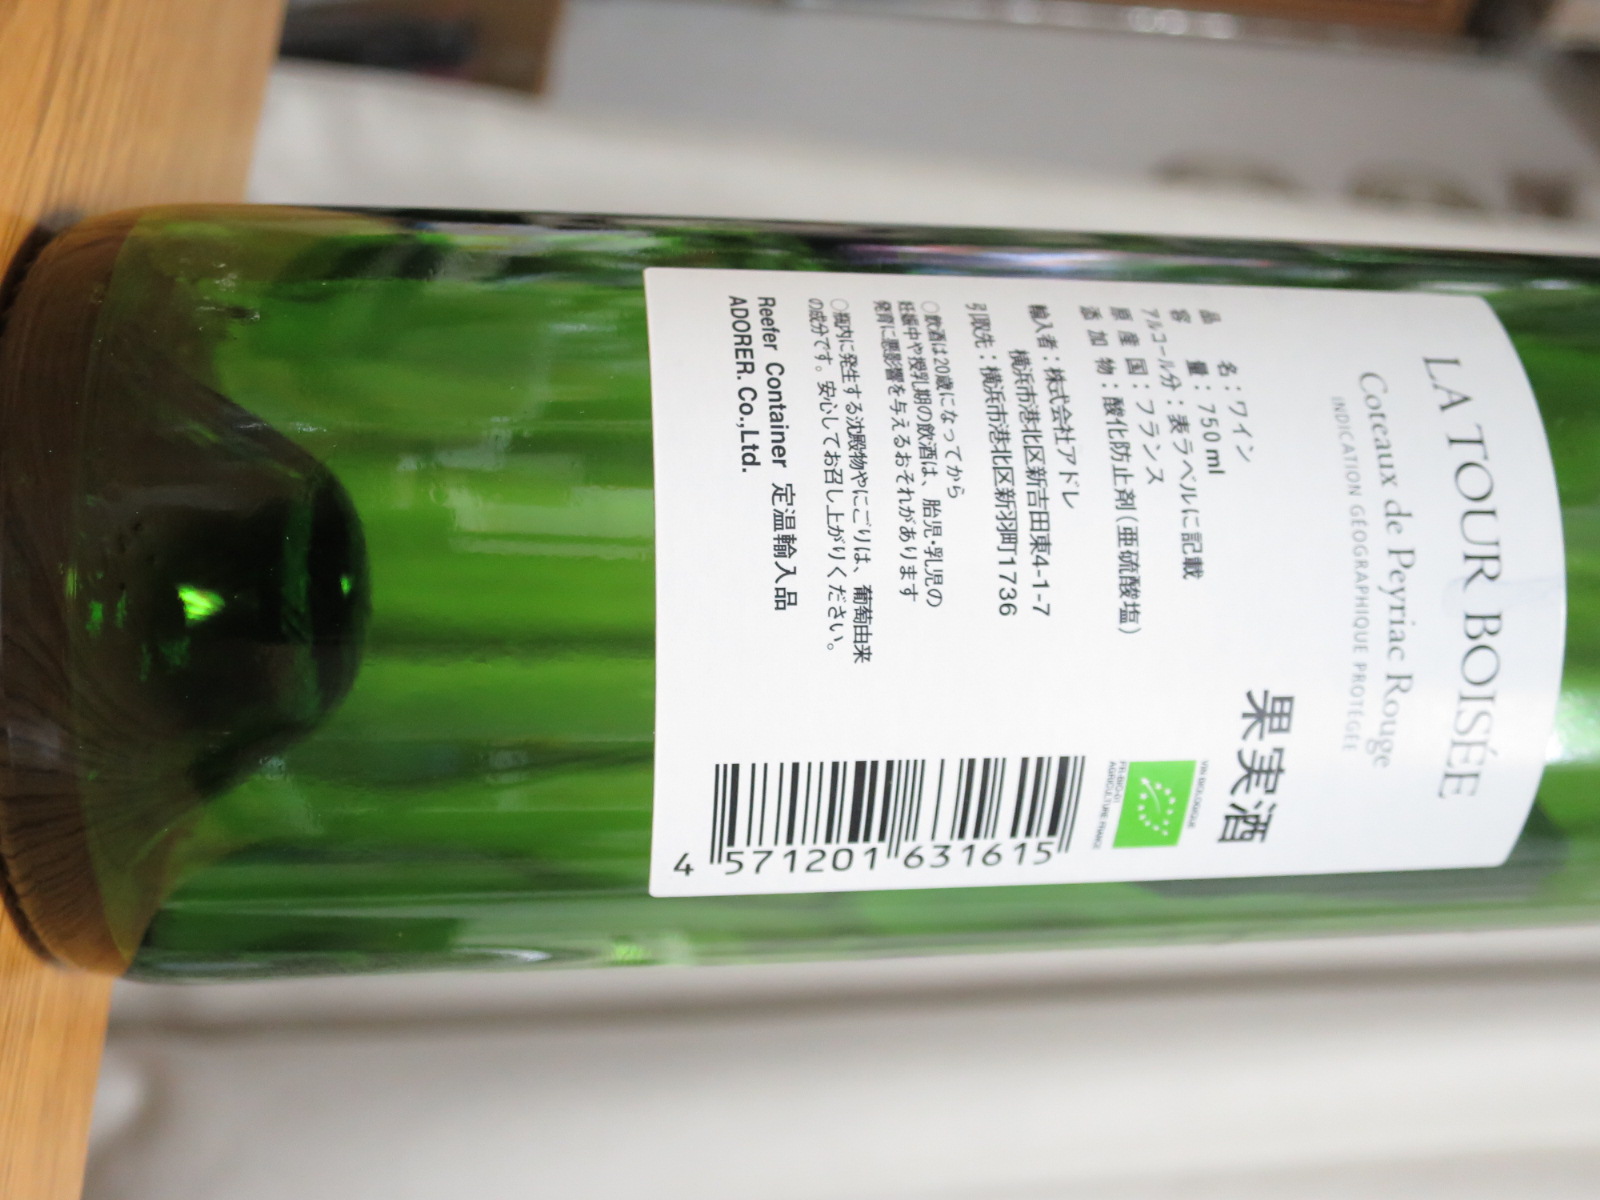 LA TOUR BOISÉE
Coteaux de Peyriac Rouge
INDICATION GÉOGRAPHIQUE PROTÉGÉE
果実酒
品名：ワイン
容量：750ml
アルコール分：表ラベルに記載
原産国：フランス
添加物：酸化防止剤(亜硫酸塩)
輸入者：株式会社アドレ
横浜市港北区新吉田東4-1-7
引取先：横浜市港北区新羽町1736
○飲酒は20歳になってから
妊娠中や授乳期の飲酒は、胎児・乳児の
発育に悪影響を与えるおそれがあります
○瓶内に発生する沈殿物やにごりは、葡萄由来
の成分です。安心してお召し上がりください。
Reefer Container 定温輸入品
ADORER. Co.,Ltd.
VIN BIOLOGIQUE
FR-BIO-01
AGRICULTURE FRANCE
4 571201 631615